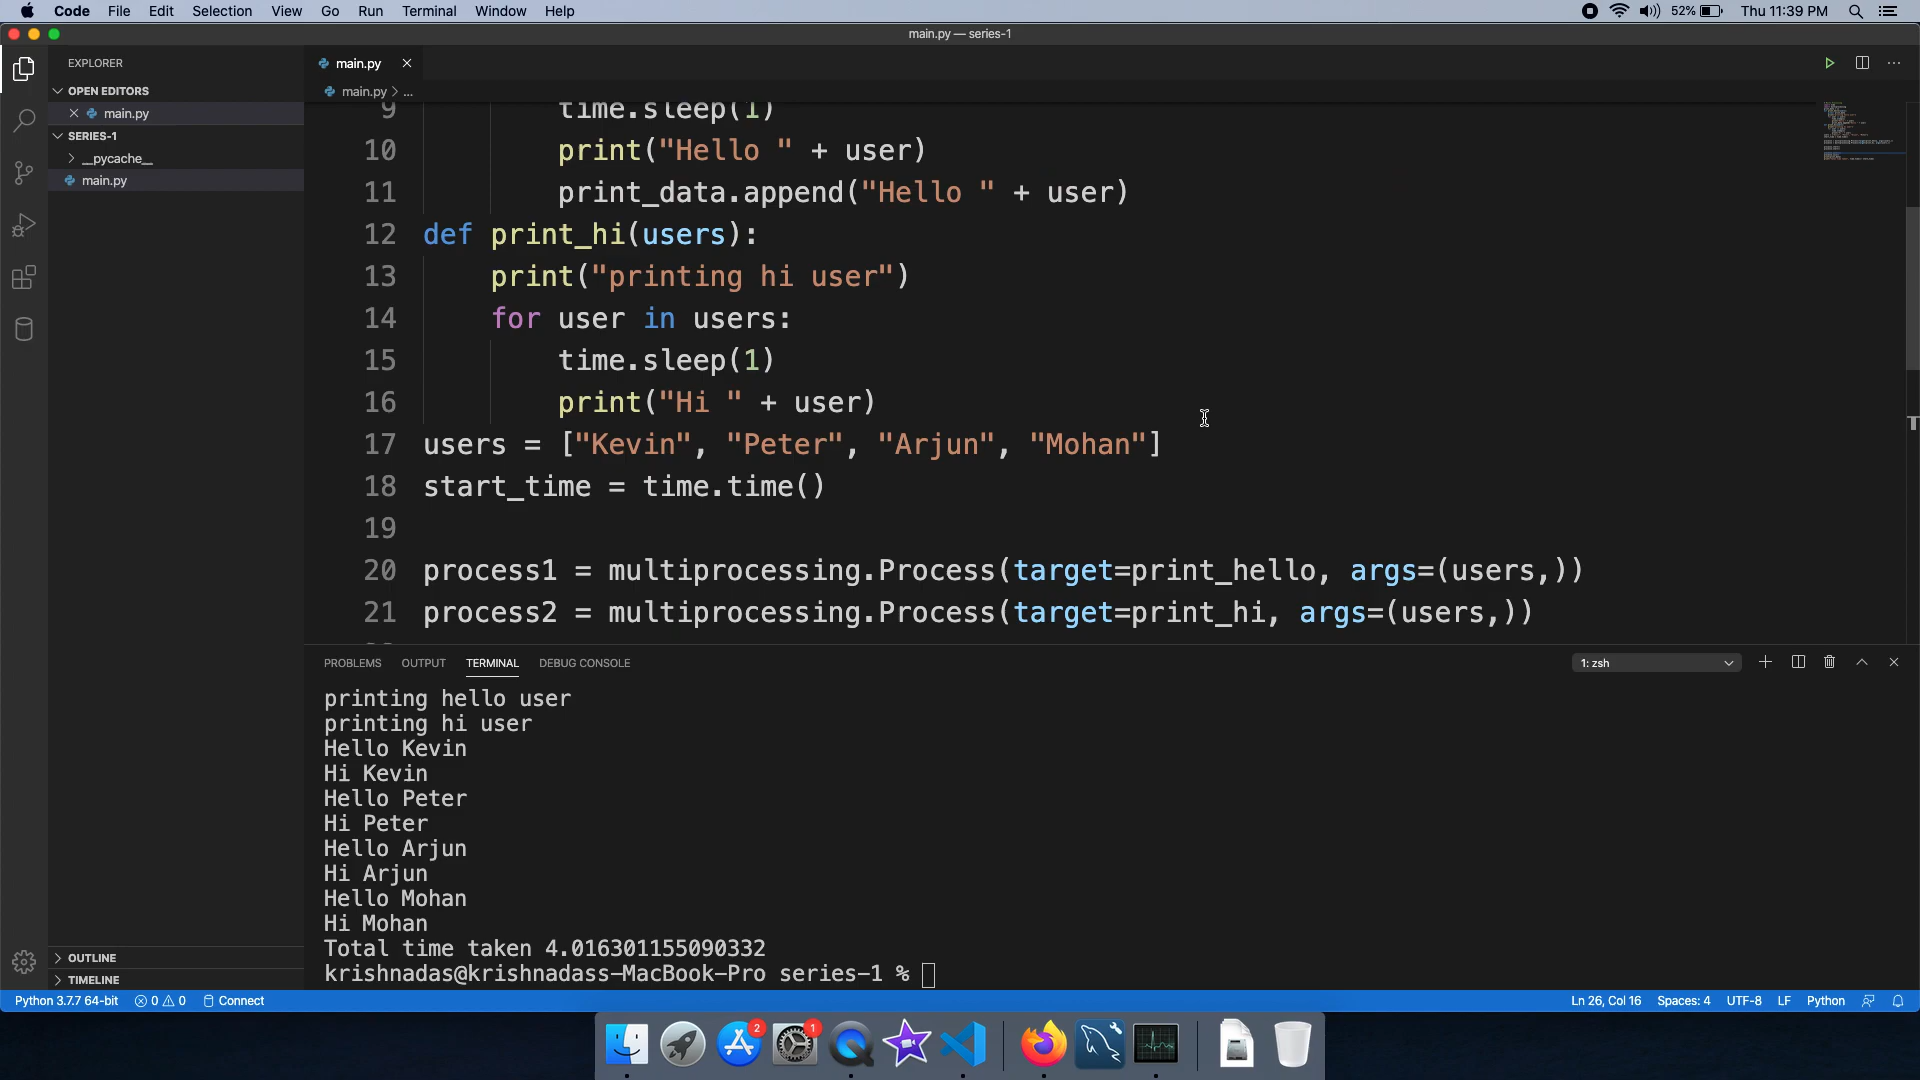 Code File Edit Selection View Go Run Terminal Window Help 52% Thu 11:39 PM
main.py — series-1
EXPLORER
OPEN EDITORS
main.py
SERIES-1
__pycache__
main.py
OUTLINE
TIMELINE
main.py
main.py > ...
9 time.sleep(1)
10 print("Hello " + user)
11 print_data.append("Hello " + user)
12 def print_hi(users):
13 print("printing hi user")
14 for user in users:
15 time.sleep(1)
16 print("Hi " + user)
17 users = ["Kevin", "Peter", "Arjun", "Mohan"]
18 start_time = time.time()
19
20 process1 = multiprocessing.Process(target=print_hello, args=(users,))
21 process2 = multiprocessing.Process(target=print_hi, args=(users,))
PROBLEMS OUTPUT TERMINAL DEBUG CONSOLE 1: zsh
printing hello user
printing hi user
Hello Kevin
Hi Kevin
Hello Peter
Hi Peter
Hello Arjun
Hi Arjun
Hello Mohan
Hi Mohan
Total time taken 4.016301155090332
krishnadas@krishnadass-MacBook-Pro series-1 %
Python 3.7.7 64-bit 0 0 Connect Ln 26, Col 16 Spaces: 4 UTF-8 LF Python
2 1